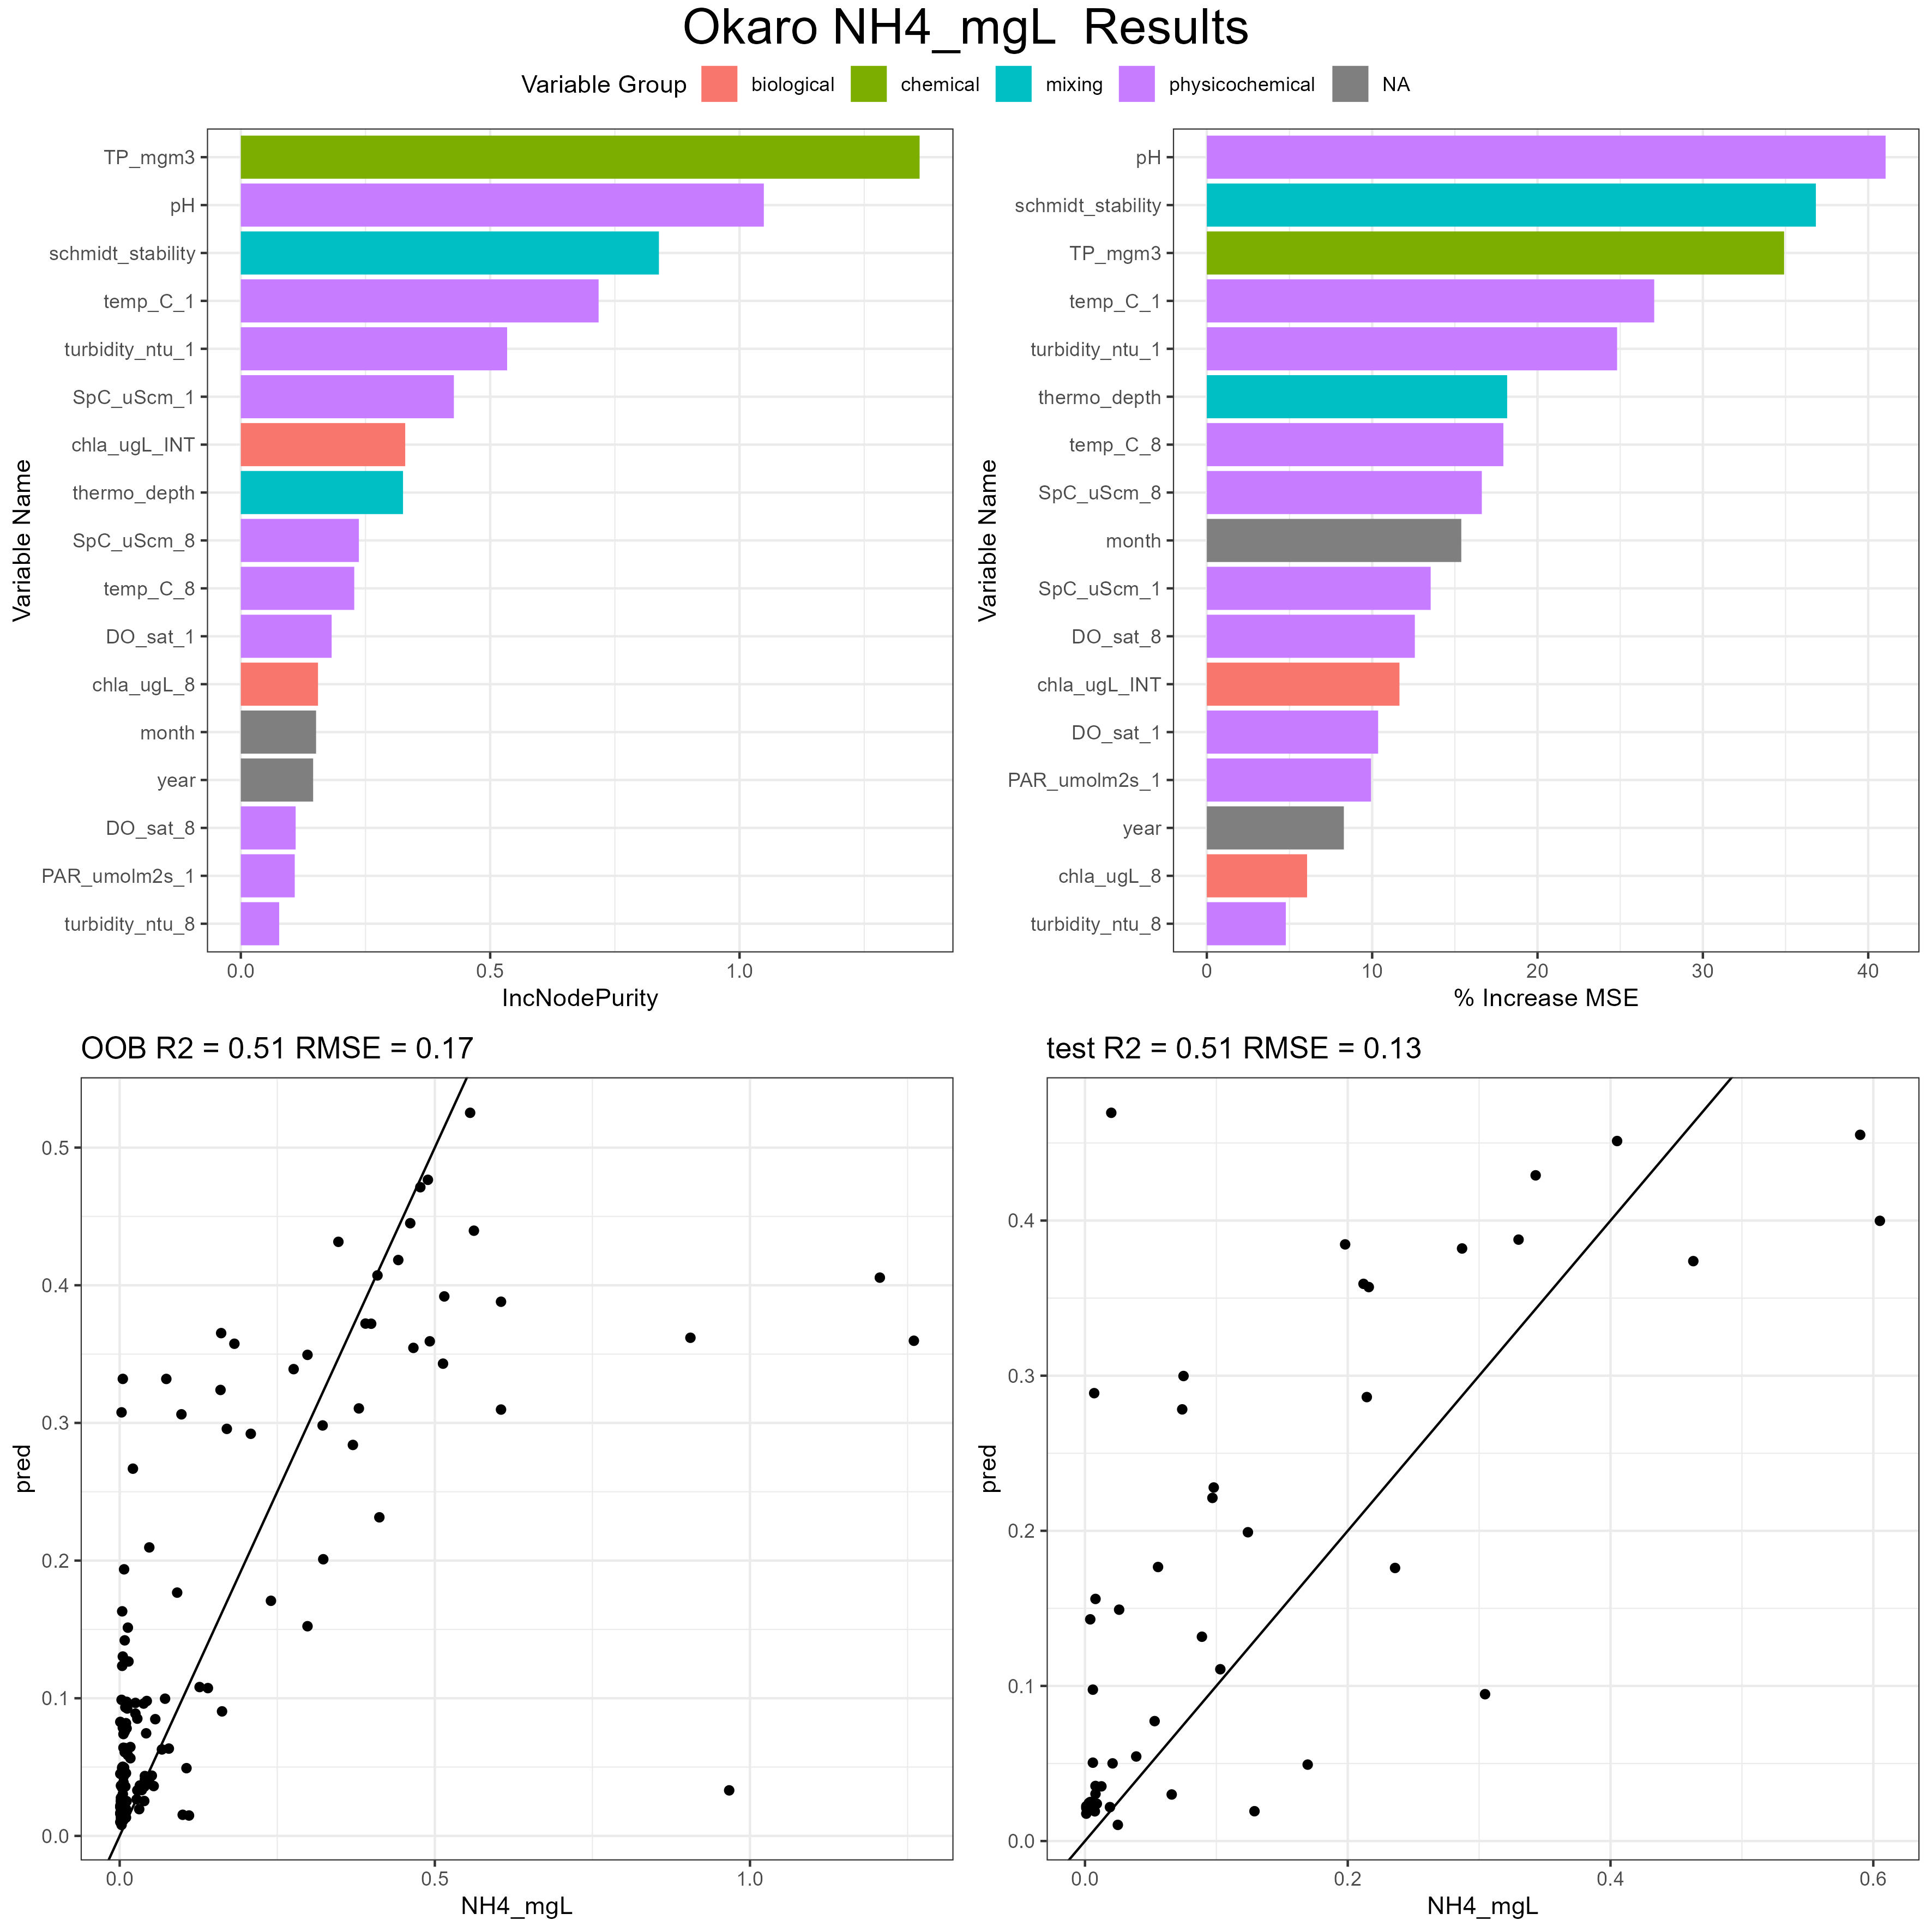 Okaro NH4_mgL  Results
Variable Group
biological
chemical
mixing
physicochemical
NA
Variable Name
TP_mgm3
pH
schmidt_stability
temp_C_1
turbidity_ntu_1
SpC_uScm_1
chla_ugL_INT
thermo_depth
SpC_uScm_8
temp_C_8
DO_sat_1
chla_ugL_8
month
year
DO_sat_8
PAR_umolm2s_1
turbidity_ntu_8
0.0
0.5
1.0
IncNodePurity
Variable Name
pH
schmidt_stability
TP_mgm3
temp_C_1
turbidity_ntu_1
thermo_depth
temp_C_8
SpC_uScm_8
month
SpC_uScm_1
DO_sat_8
chla_ugL_INT
DO_sat_1
PAR_umolm2s_1
year
chla_ugL_8
turbidity_ntu_8
0
10
20
30
40
% Increase MSE
OOB R2 = 0.51 RMSE = 0.17
pred
0.5
0.4
0.3
0.2
0.1
0.0
0.0
0.5
1.0
NH4_mgL
test R2 = 0.51 RMSE = 0.13
pred
0.4
0.3
0.2
0.1
0.0
0.0
0.2
0.4
0.6
NH4_mgL